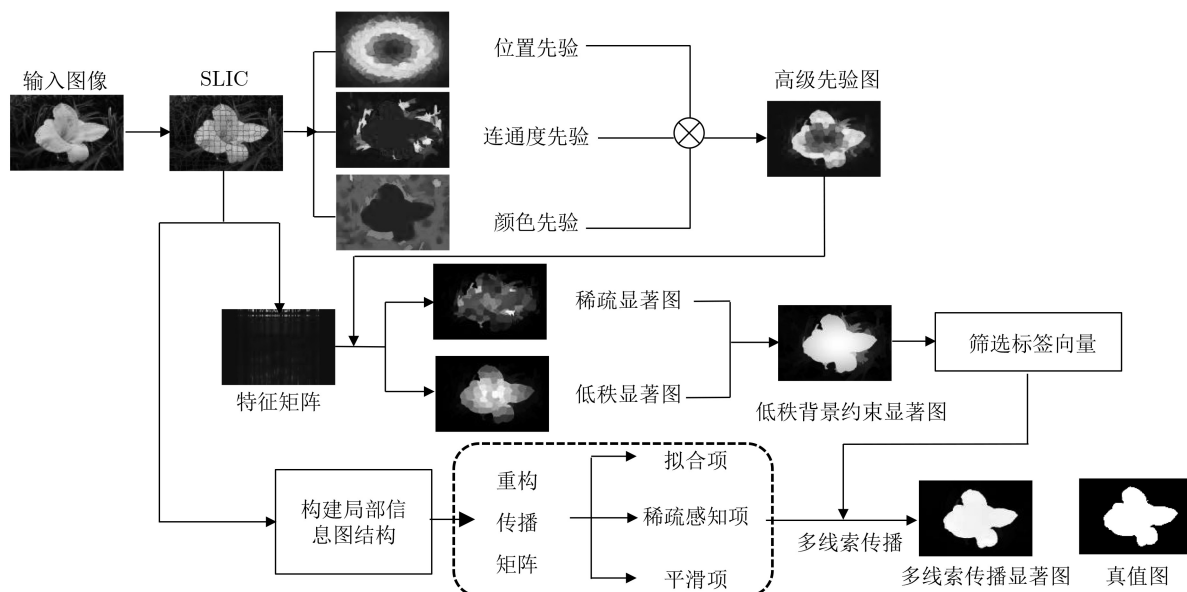 输入图像
SLIC
位置先验
连通度先验
颜色先验
高级先验图
特征矩阵
稀疏显著图
低秩显著图
低秩背景约束显著图
筛选标签向量
构建局部信
息图结构
重构
传播
矩阵
拟合项
稀疏感知项
平滑项
多线索传播
多线索传播显著图
真值图